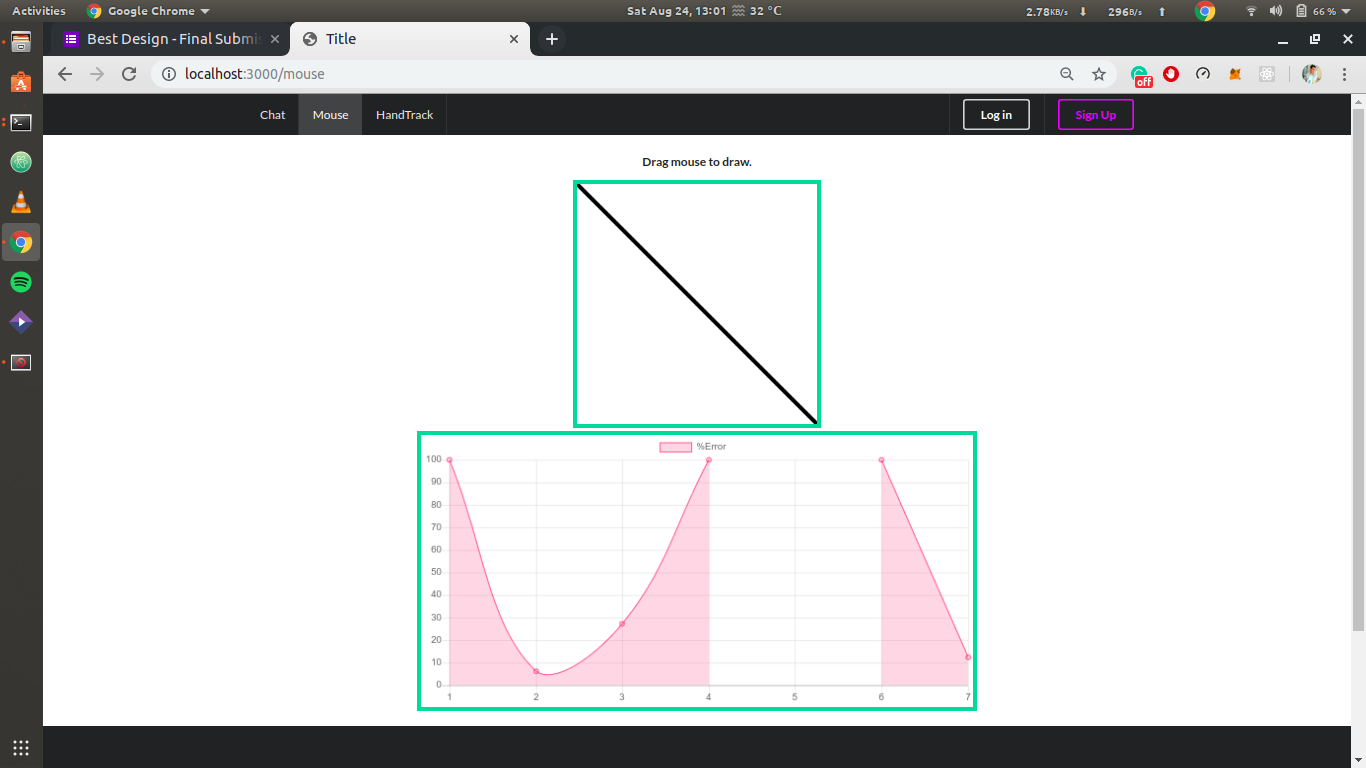 Activities Google Chrome Sat Aug 24, 13:01 32 °C 2.78KB/s 296B/s 66 %
Best Design - Final Submis Title
localhost:3000/mouse off
Chat Mouse HandTrack Log in Sign Up
Drag mouse to draw.
%Error
100
90
80
70
60
50
40
30
20
10
0
1 2 3 4 5 6 7